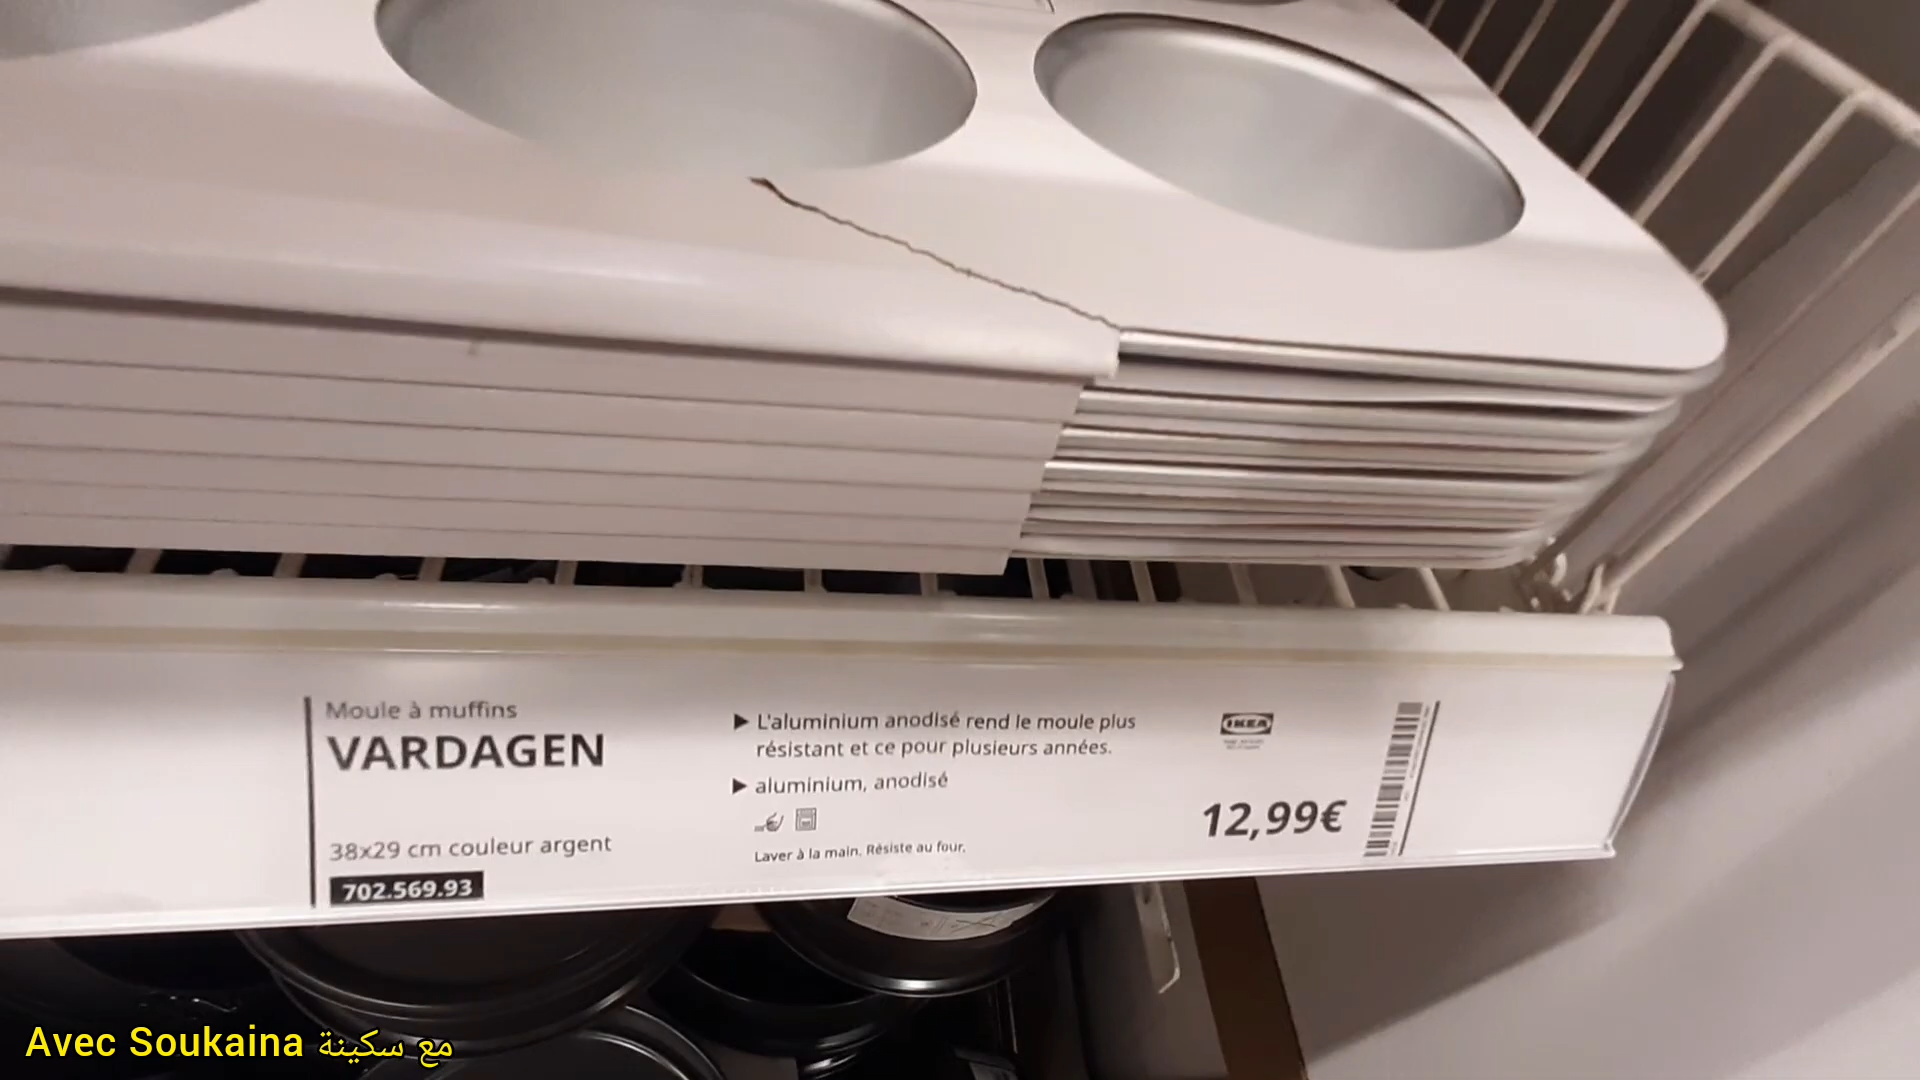 Moule à muffins
VARDAGEN
38x29 cm couleur argent
702.569.93
► L'aluminium anodisé rend le moule plus
résistant et ce pour plusieurs années.
► aluminium, anodisé
Laver à la main. Résiste au four.
IKEA
12,99€
Avec Soukaina مع سكينة